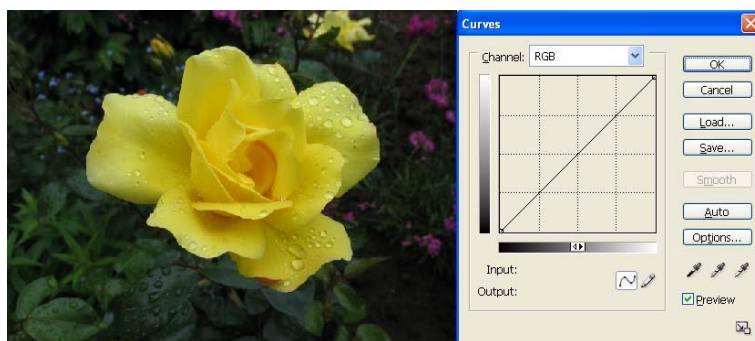 Curves
Channel: RGB
OK
Cancel
Load...
Save...
Smooth
Auto
Options...
Input:
Output:
Preview